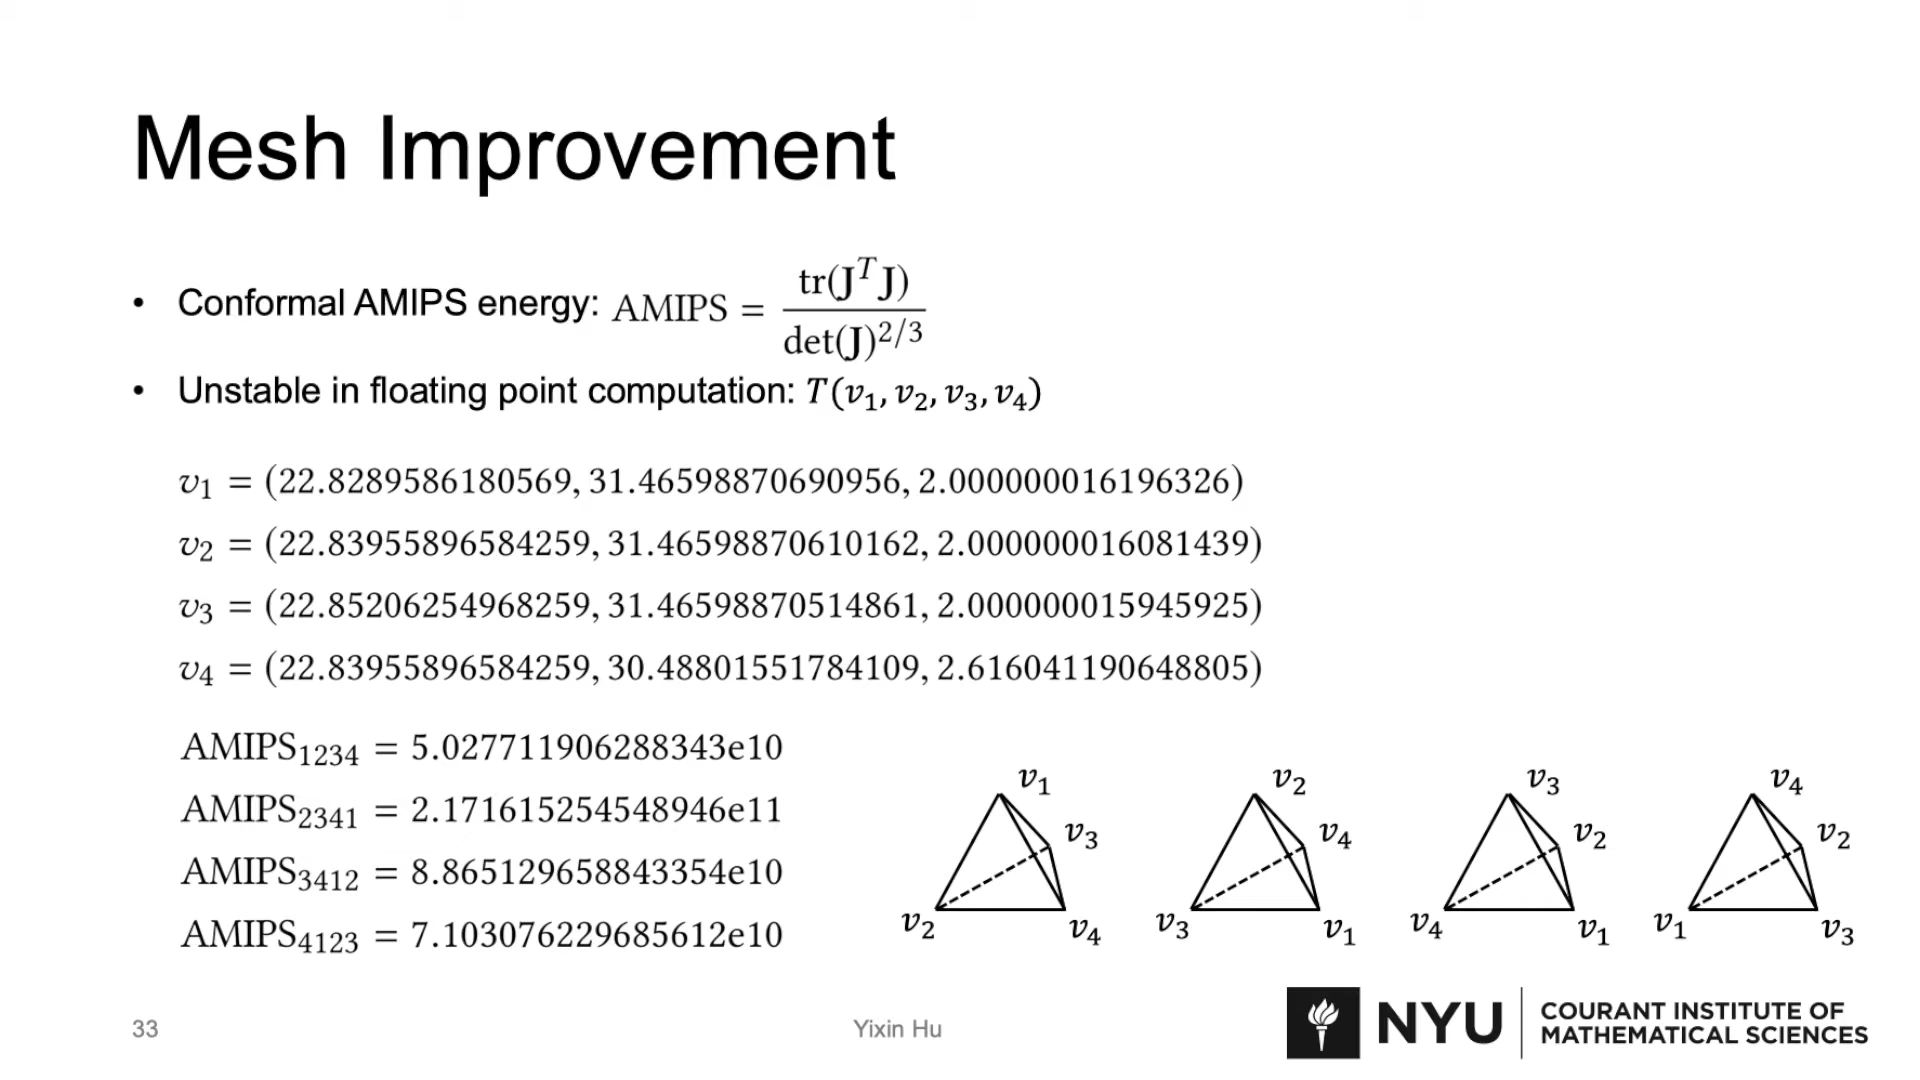 Mesh Improvement
• Conformal AMIPS energy: AMIPS = tr(J^T J) / det(J)^{2/3}
• Unstable in floating point computation: T(v₁, v₂, v₃, v₄)
v₁ = (22.8289586180569, 31.46598870690956, 2.000000016196326)
v₂ = (22.83955896584259, 31.46598870610162, 2.000000016081439)
v₃ = (22.85206254968259, 31.46598870514861, 2.000000015945925)
v₄ = (22.83955896584259, 30.48801551784109, 2.616041190648805)
AMIPS₁₂₃₄ = 5.027711906288343e10
AMIPS₂₃₄₁ = 2.171615254548946e11
AMIPS₃₄₁₂ = 8.865129658843354e10
AMIPS₄₁₂₃ = 7.103076229685612e10
v₁ v₃ v₂ v₄
v₂ v₄ v₃ v₁
v₃ v₂ v₄ v₁
v₄ v₂ v₁ v₃
33
Yixin Hu
NYU
COURANT INSTITUTE OF
MATHEMATICAL SCIENCES